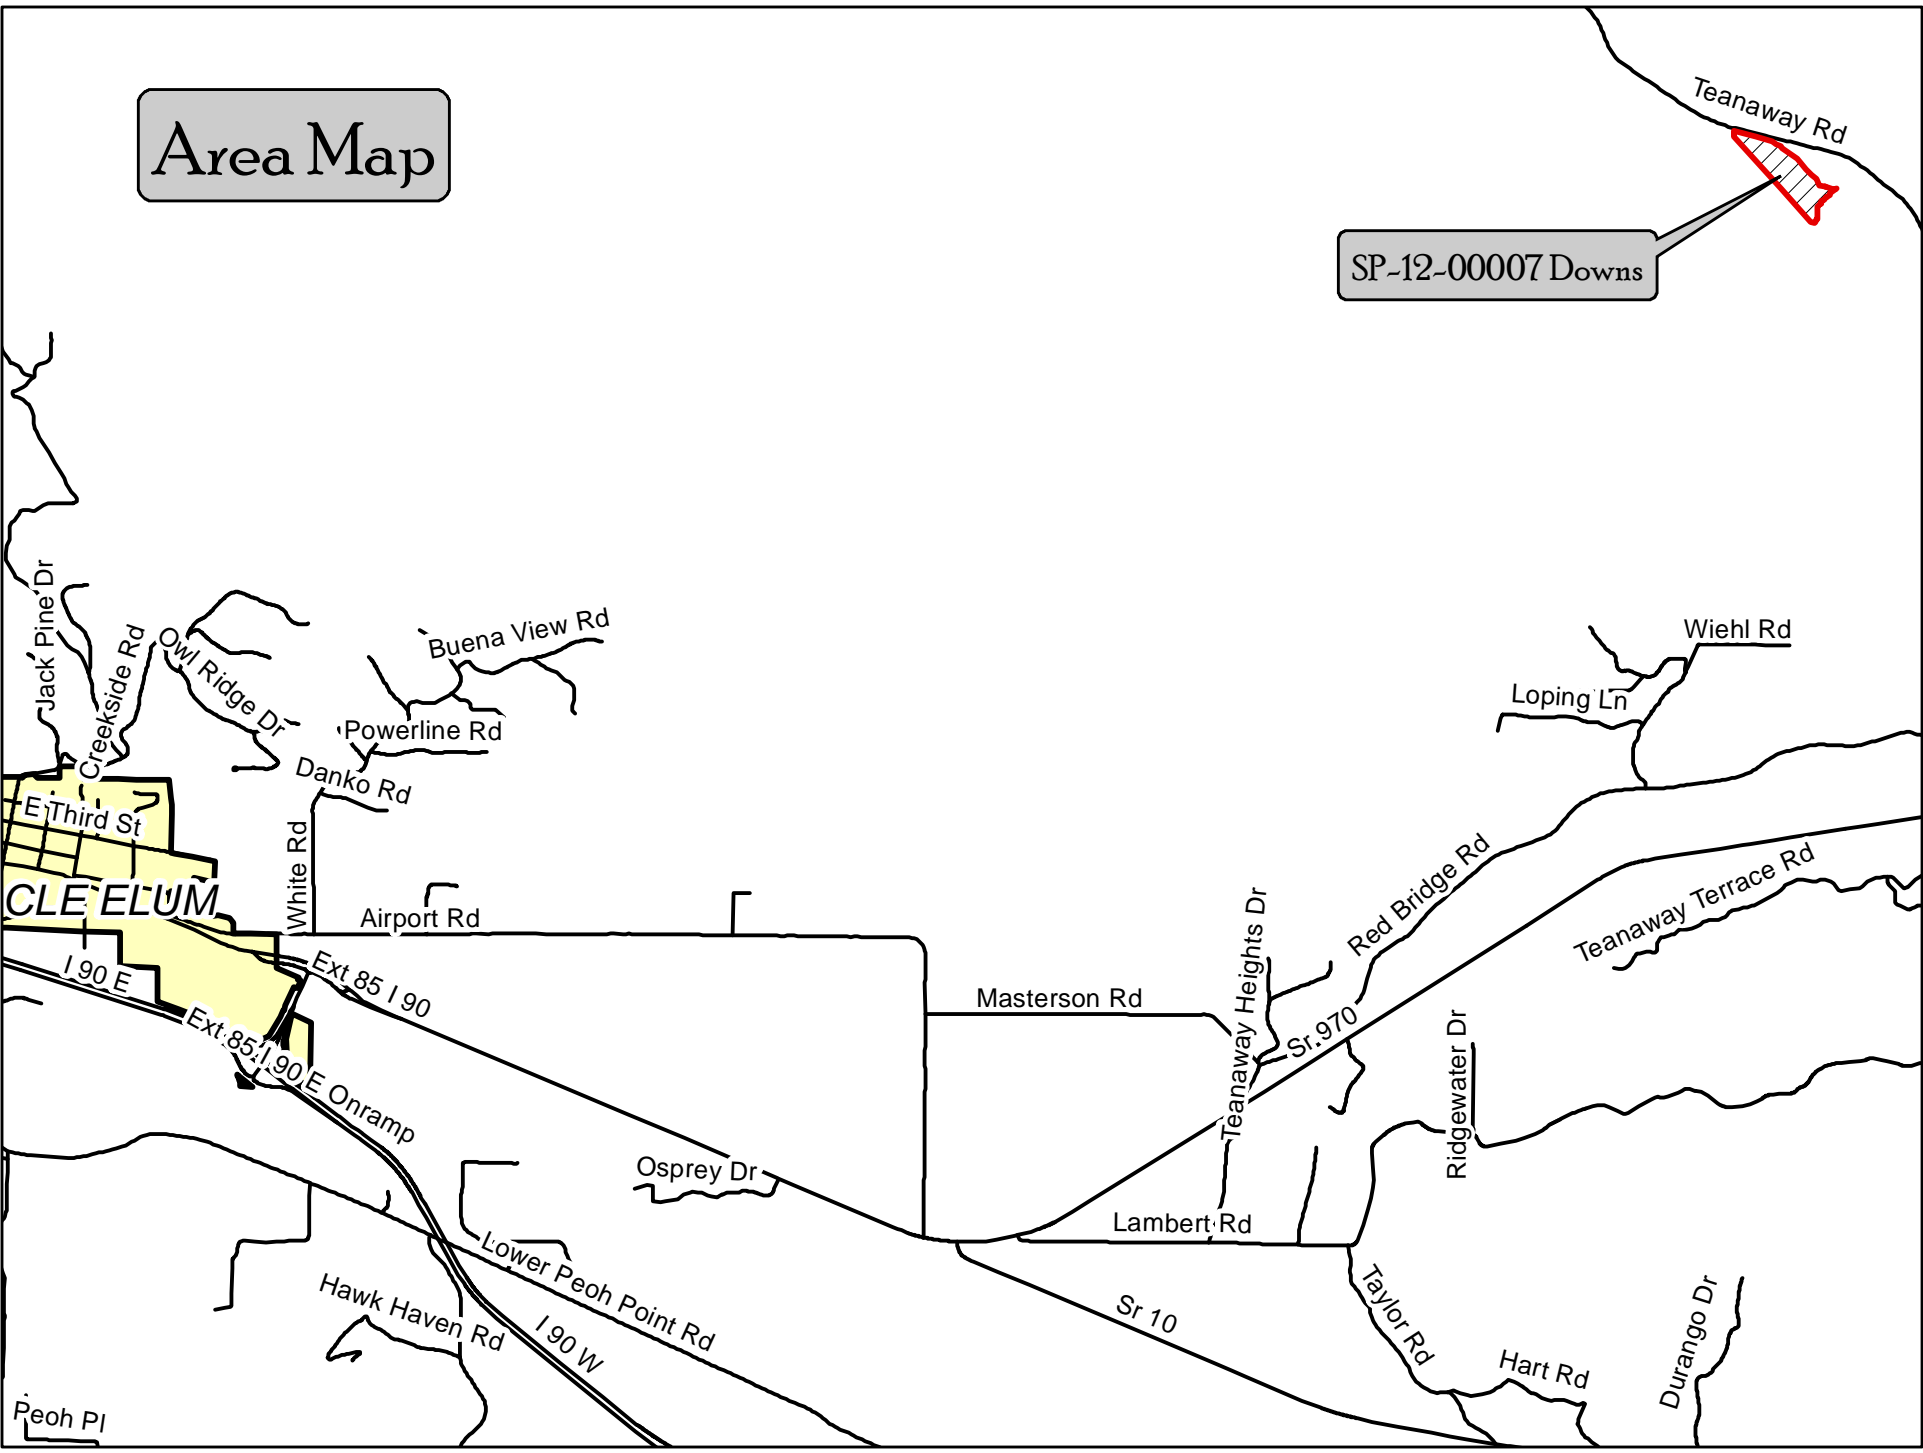 Area Map
Teanaway Rd
SP-12-00007 Downs
Jack Pine Dr
Creekside Rd
Owl Ridge Dr
Buena View Rd
Powerline Rd
Danko Rd
Wiehl Rd
Loping Ln
E Third St
White Rd
CLE ELUM
Airport Rd
I 90 E
Ext 85 I 90
Ext 85 I 90 E Onramp
Masterson Rd
Teanaway Heights Dr
Red Bridge Rd
Sr 970
Teanaway Terrace Rd
Ridgewater Dr
Osprey Dr
Lambert Rd
Lower Peoh Point Rd
Hawk Haven Rd
I 90 W
Sr 10
Taylor Rd
Hart Rd
Durango Dr
Peoh Pl